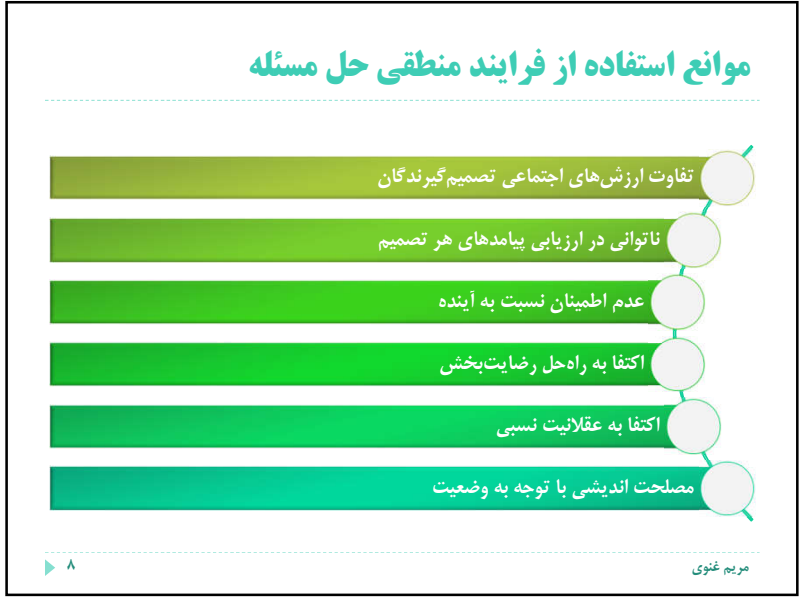 موانع استفاده از فرایند منطقی حل مسئله
تفاوت ارزش‌های اجتماعی تصمیم‌گیرندگان
ناتوانی در ارزیابی پیامدهای هر تصمیم
عدم اطمینان نسبت به آینده
اکتفا به راه‌حل رضایت‌بخش
اکتفا به عقلانیت نسبی
مصلحت اندیشی با توجه به وضعیت
مریم غنوی
۸